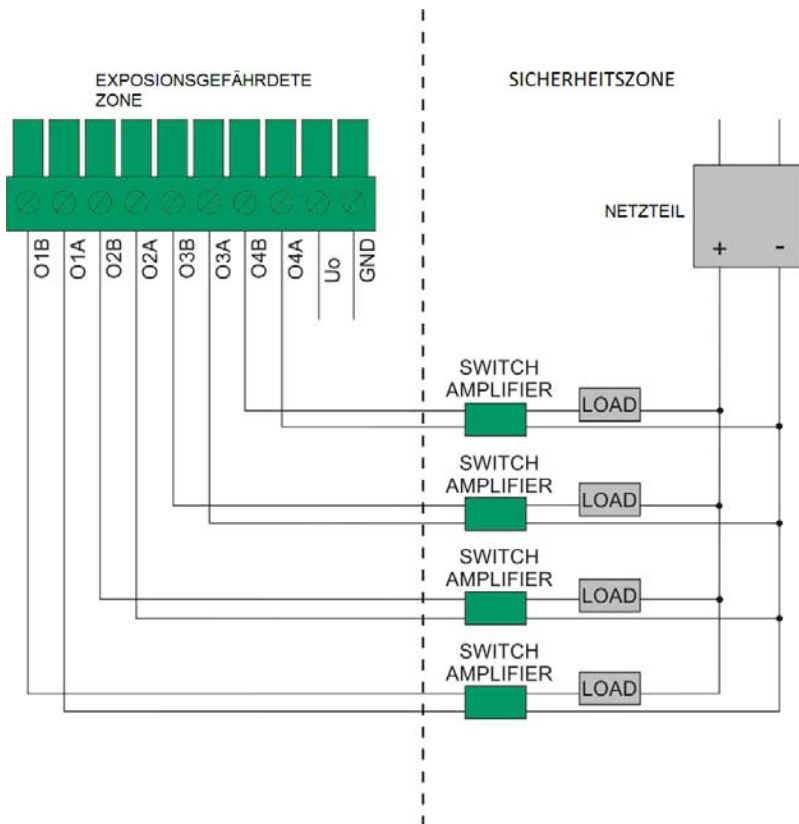 EXPOSIONSGEFÄHRDETE
ZONE
SICHERHEITSZONE
NETZTEIL
+ -
O1B
O1A
O2B
O2A
O3B
O3A
O4B
O4A
Uo
GND
SWITCH
AMPLIFIER
LOAD
SWITCH
AMPLIFIER
LOAD
SWITCH
AMPLIFIER
LOAD
SWITCH
AMPLIFIER
LOAD